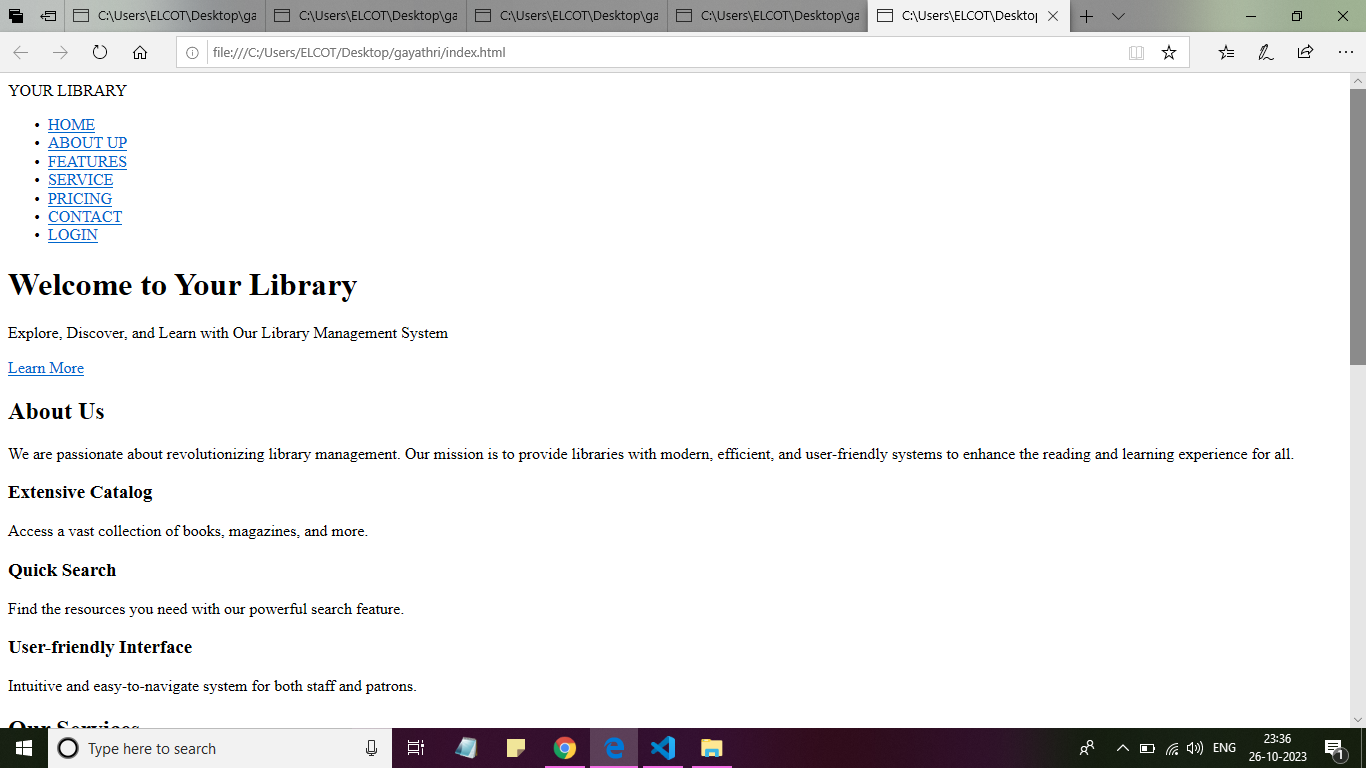 C:\Users\ELCOT\Desktop\ga C:\Users\ELCOT\Desktop\ga C:\Users\ELCOT\Desktop\ga C:\Users\ELCOT\Desktop\ga C:\Users\ELCOT\Desktop
file:///C:/Users/ELCOT/Desktop/gayathri/index.html
YOUR LIBRARY
• HOME
• ABOUT UP
• FEATURES
• SERVICE
• PRICING
• CONTACT
• LOGIN
Welcome to Your Library
Explore, Discover, and Learn with Our Library Management System
Learn More
About Us
We are passionate about revolutionizing library management. Our mission is to provide libraries with modern, efficient, and user-friendly systems to enhance the reading and learning experience for all.
Extensive Catalog
Access a vast collection of books, magazines, and more.
Quick Search
Find the resources you need with our powerful search feature.
User-friendly Interface
Intuitive and easy-to-navigate system for both staff and patrons.
Our Services
Type here to search
ENG
23:36
26-10-2023
1